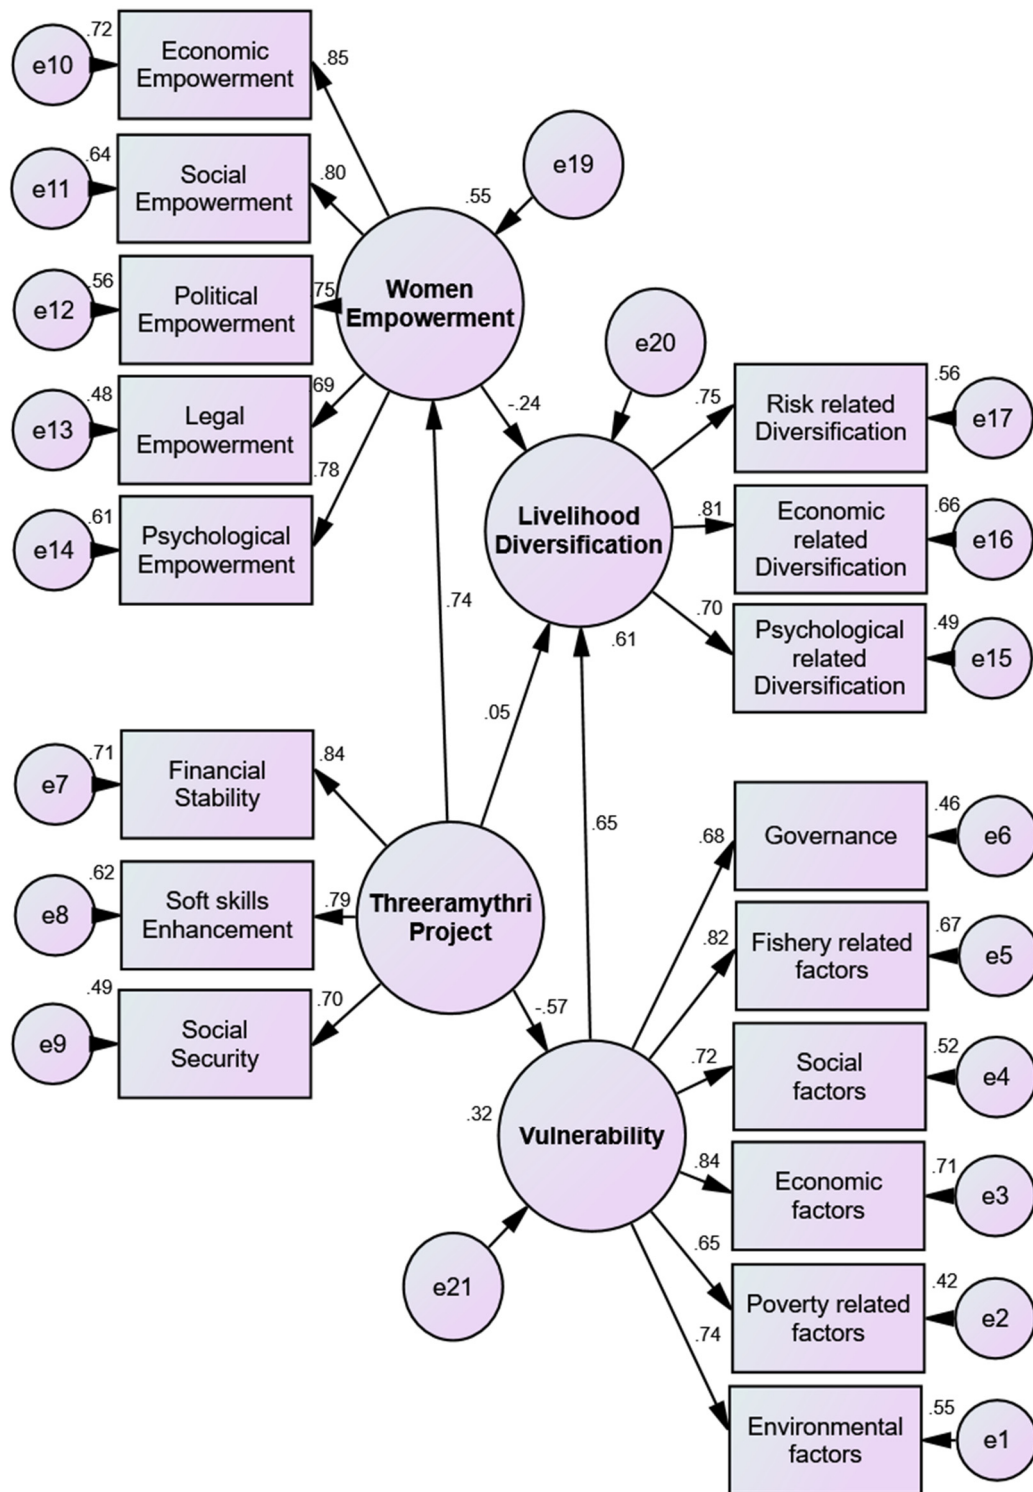 .72
e10
Economic
Empowerment
.85
.64
e11
Social
Empowerment
.80
.55
e19
.56
e12
Political
Empowerment
.75
Women
Empowerment
.48
e13
Legal
Empowerment
.69
.61
e14
Psychological
Empowerment
.78
-.24
e20
Livelihood
Diversification
.61
.75
Risk related
Diversification
.56
e17
.81
Economic
related
Diversification
.66
e16
.70
Psychological
related
Diversification
.49
e15
.74
.05
.65
.71
e7
Financial
Stability
.84
.62
e8
Soft skills
Enhancement
.79
Threeramythri
Project
.49
e9
Social
Security
.70
-.57
.32
Vulnerability
e21
.68
Governance
.46
e6
.82
Fishery related
factors
.67
e5
.72
Social
factors
.52
e4
.84
Economic
factors
.71
e3
.65
Poverty related
factors
.42
e2
.74
Environmental
factors
.55
e1